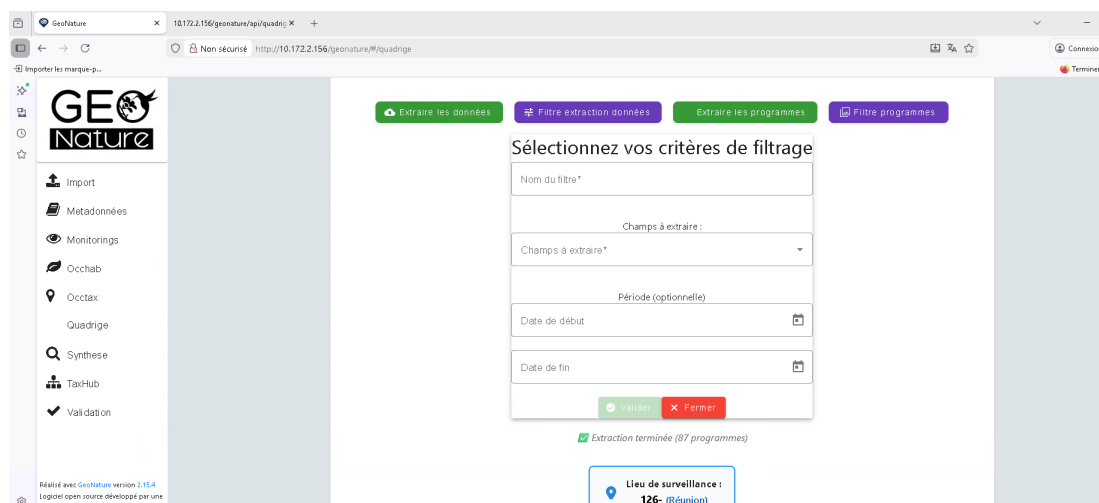 GeoNature
10.172.2.156/geonature/api/quadrig
Non sécurisé http://10.172.2.156/geonature/#/quadrige
Connexio
Importer les marque-p...
Terminer
GEO
Nature
Import
Metadonnées
Monitorings
Occhab
Occtax
Quadrige
Synthese
TaxHub
Validation
Réalisé avec GeoNature version 2.15.4
Logiciel open source développé par une
Extraire les données
Filtre extraction données
Extraire les programmes
Filtre programmes
Sélectionnez vos critères de filtrage
Nom du filtre*
Champs à extraire :
Champs à extraire*
Période (optionnelle)
Date de début
Date de fin
Valider
Fermer
Extraction terminée (87 programmes)
Lieu de surveillance :
126- (Réunion)